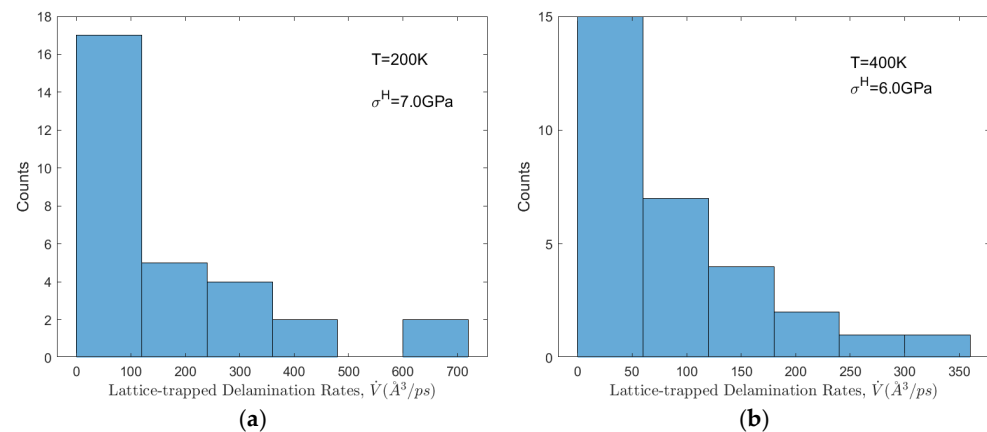 18
16
14
12
10
8
6
4
2
0
Counts
T=200K
σ^H=7.0GPa
0 100 200 300 400 500 600 700
Lattice-trapped Delamination Rates, V̇(Å³/ps)
(a)
15
10
5
0
Counts
T=400K
σ^H=6.0GPa
0 50 100 150 200 250 300 350
Lattice-trapped Delamination Rates, V̇(Å³/ps)
(b)